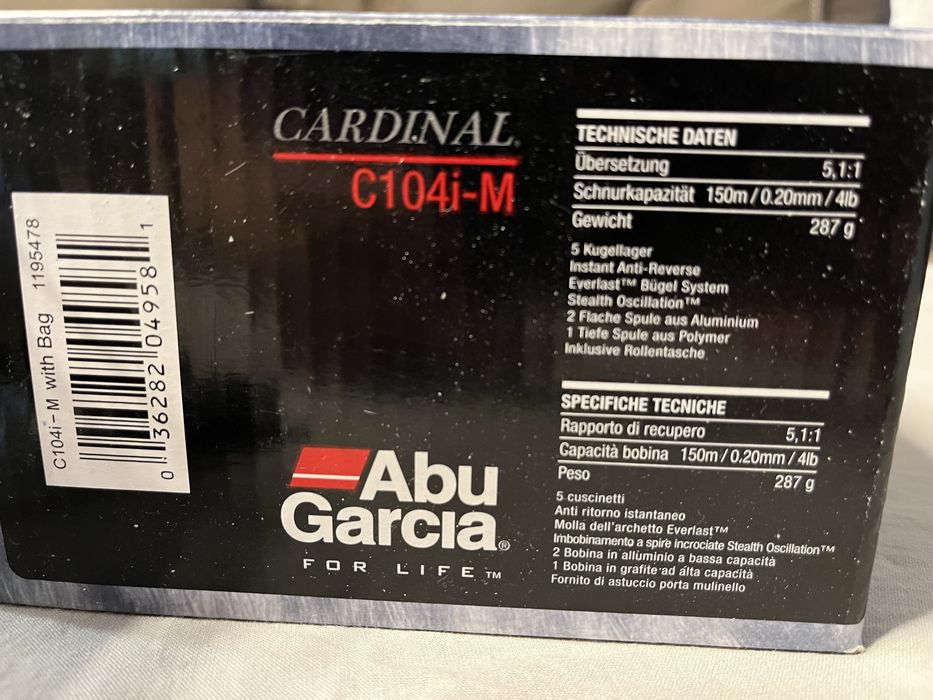 CARDINAL®
C104i-M
C104i - M with Bag 1195478
0 36282 04958 1
Abu
Garcia®
FOR LIFE™
TECHNISCHE DATEN
Übersetzung 5,1:1
Schnurkapazität 150m / 0.20mm / 4lb
Gewicht 287 g
5 Kugellager
Instant Anti-Reverse
Everlast™ Bügel System
Stealth Oscillation™
2 Flache Spule aus Aluminium
1 Tiefe Spule aus Polymer
Inklusive Rollentasche
SPECIFICHE TECNICHE
Rapporto di recupero 5,1:1
Capacità bobina 150m / 0.20mm / 4lb
Peso 287 g
5 cuscinetti
Anti ritorno istantaneo
Molla dell'archetto Everlast™
Imbobinamento a spire incrociate Stealth Oscillation™
2 Bobina in alluminio a bassa capacità
1 Bobina in grafite ad alta capacità
Fornito di astuccio porta mulinello